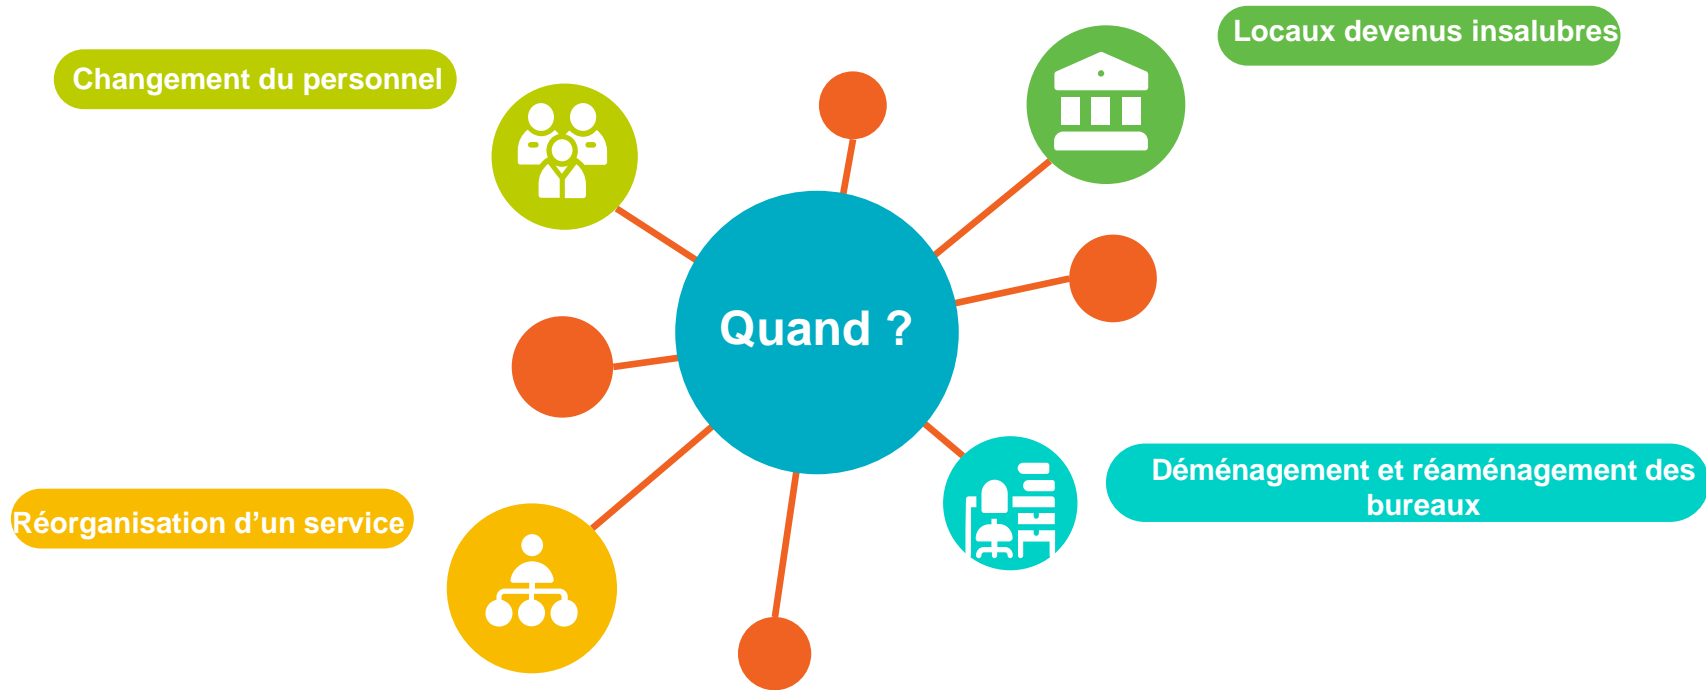 Locaux devenus insalubres
Changement du personnel
Quand ?
Déménagement et réaménagement des
bureaux
Réorganisation d’un service